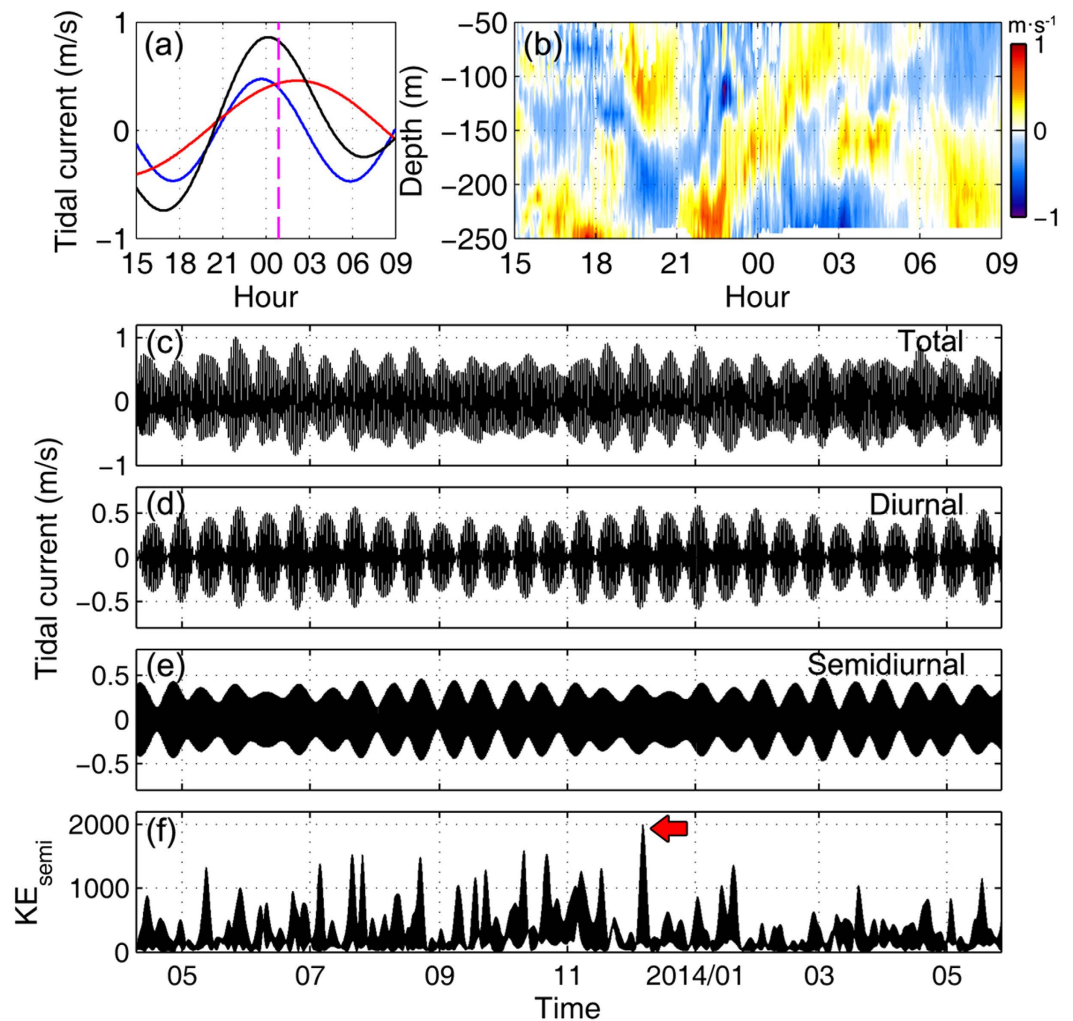 (a)
Tidal current (m/s)
1
0
−1
15 18 21 00 03 06 09
Hour
(b)
Depth (m)
−50
−100
−150
−200
−250
15 18 21 00 03 06 09
Hour
m·s⁻¹
1
0
−1
(c) Total
1
0
−1
Tidal current (m/s)
(d) Diurnal
0.5
0
−0.5
(e) Semidiurnal
0.5
0
−0.5
(f)
KEsemi
2000
1000
0
05 07 09 11 2014/01 03 05
Time